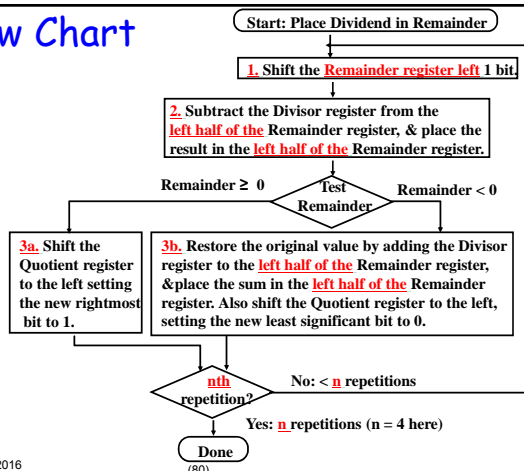 w Chart
Start: Place Dividend in Remainder
1. Shift the Remainder register left 1 bit.
2. Subtract the Divisor register from the
left half of the Remainder register, & place the
result in the left half of the Remainder register.
Remainder ≥ 0
Test
Remainder
Remainder < 0
3a. Shift the
Quotient register
to the left setting
the new rightmost
bit to 1.
3b. Restore the original value by adding the Divisor
register to the left half of the Remainder register,
&place the sum in the left half of the Remainder
register. Also shift the Quotient register to the left,
setting the new least significant bit to 0.
nth
repetition?
No: < n repetitions
Yes: n repetitions (n = 4 here)
Done
2016
(80)